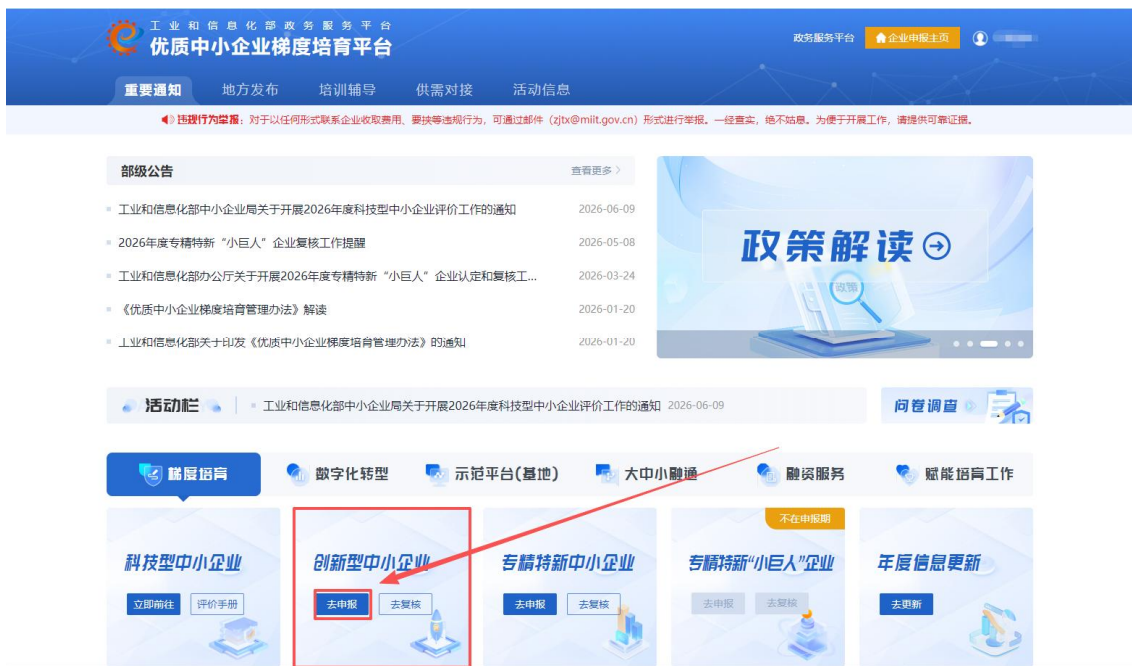 工业和信息化部政务服务平台
优质中小企业梯度培育平台
政务服务平台 企业申报主页
重要通知 地方发布 培训辅导 供需对接 活动信息
违规行为举报：对于以任何形式联系企业收取费用、要挟等违规行为，可通过邮件（zjtx@miit.gov.cn）形式进行举报。一经查实，绝不姑息。为便于开展工作，请提供可靠证据。
部级公告 查看更多
工业和信息化部中小企业局关于开展2026年度科技型中小企业评价工作的通知 2026-06-09
2026年度专精特新“小巨人”企业复核工作提醒 2026-05-08
工业和信息化部办公厅关于开展2026年度专精特新“小巨人”企业认定和复核工... 2026-03-24
《优质中小企业梯度培育管理办法》解读 2026-01-20
工业和信息化部关于印发《优质中小企业梯度培育管理办法》的通知 2026-01-20
政策解读
政策
活动栏 工业和信息化部中小企业局关于开展2026年度科技型中小企业评价工作的通知 2026-06-09
问卷调查
梯度培育 数字化转型 示范平台(基地) 大中小融通 融资服务 赋能培育工作
不在申报期
科技型中小企业 创新型中小企业 专精特新中小企业 专精特新“小巨人”企业 年度信息更新
立即前往 评价手册 去申报 去复核 去申报 去复核 去申报 去复核 去更新